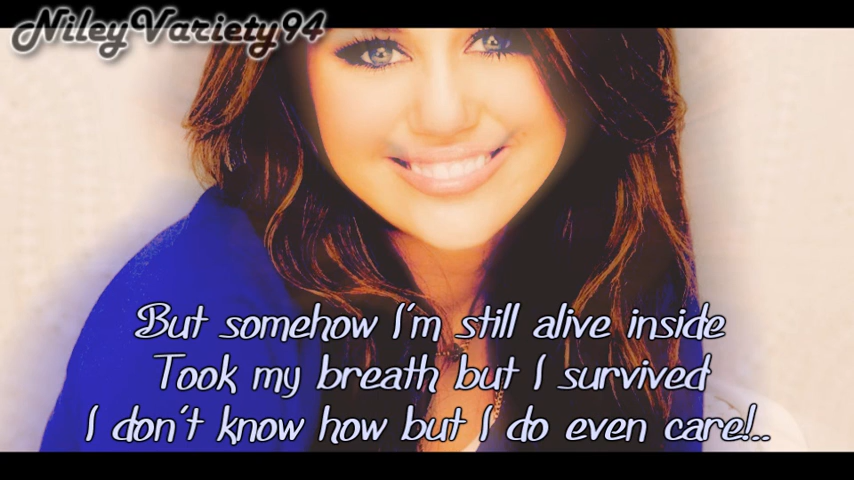 NileyVariety94
But somehow I'm still alive inside
Took my breath but I survived
I don't know how but I do even care!..